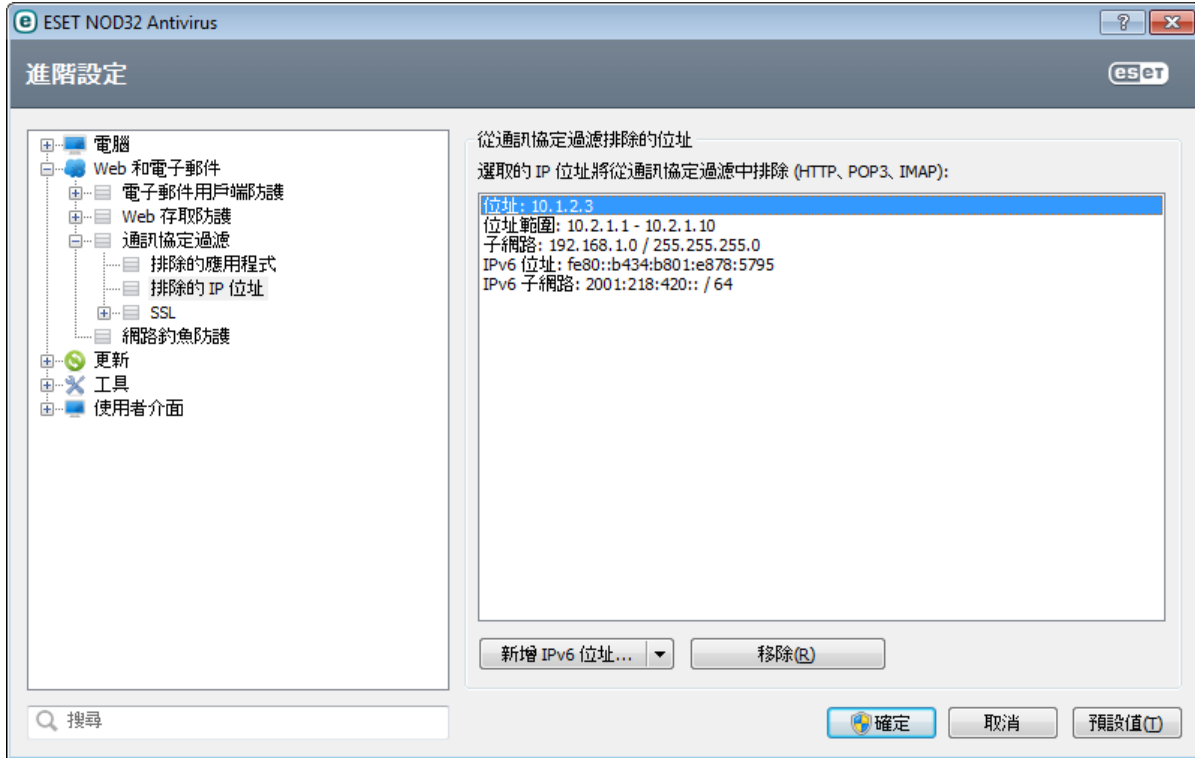 ESET NOD32 Antivirus
進階設定
eset
電腦
Web 和電子郵件
電子郵件用戶端防護
Web 存取防護
通訊協定過濾
排除的應用程式
排除的 IP 位址
SSL
網路釣魚防護
更新
工具
使用者介面
搜尋
從通訊協定過濾排除的位址
選取的 IP 位址將從通訊協定過濾中排除 (HTTP、POP3、IMAP):
位址: 10.1.2.3
位址範圍: 10.2.1.1 - 10.2.1.10
子網路: 192.168.1.0 / 255.255.255.0
IPv6 位址: fe80::b434:b801:e878:5795
IPv6 子網路: 2001:218:420:: / 64
新增 IPv6 位址... 移除(R)
確定 取消 預設值(T)